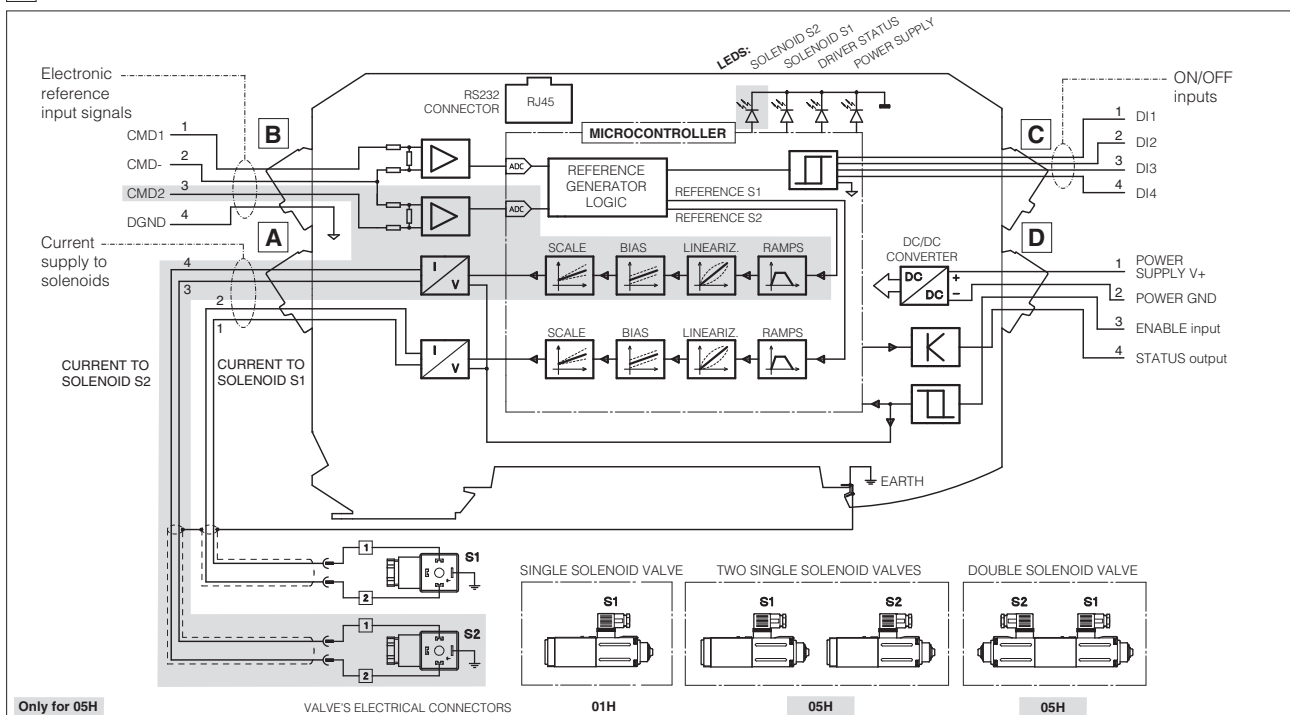 LEDS:
SOLENOID S2
SOLENOID S1
DRIVER STATUS
POWER SUPPLY
Electronic
reference
input signals
RS232
CONNECTOR
RJ45
ON/OFF
inputs
MICROCONTROLLER
B
C
CMD1
1
CMD-
2
CMD2
3
DGND
4
1
DI1
2
DI2
3
DI3
4
DI4
ADC
ADC
REFERENCE
GENERATOR
LOGIC
REFERENCE S1
REFERENCE S2
A
D
Current
supply to
solenoids
4
3
2
1
I
V
SCALE
BIAS
LINEARIZ.
RAMPS
DC/DC
CONVERTER
DC
DC
+
–
1
POWER
SUPPLY V+
2
POWER GND
3
ENABLE input
4
STATUS output
I
V
SCALE
BIAS
LINEARIZ.
RAMPS
K
CURRENT TO
SOLENOID S2
CURRENT TO
SOLENOID S1
EARTH
1
2
S1
1
2
S2
SINGLE SOLENOID VALVE
S1
TWO SINGLE SOLENOID VALVES
S1
S2
DOUBLE SOLENOID VALVE
S2
S1
Only for 05H
VALVE'S ELECTRICAL CONNECTORS
01H
05H
05H